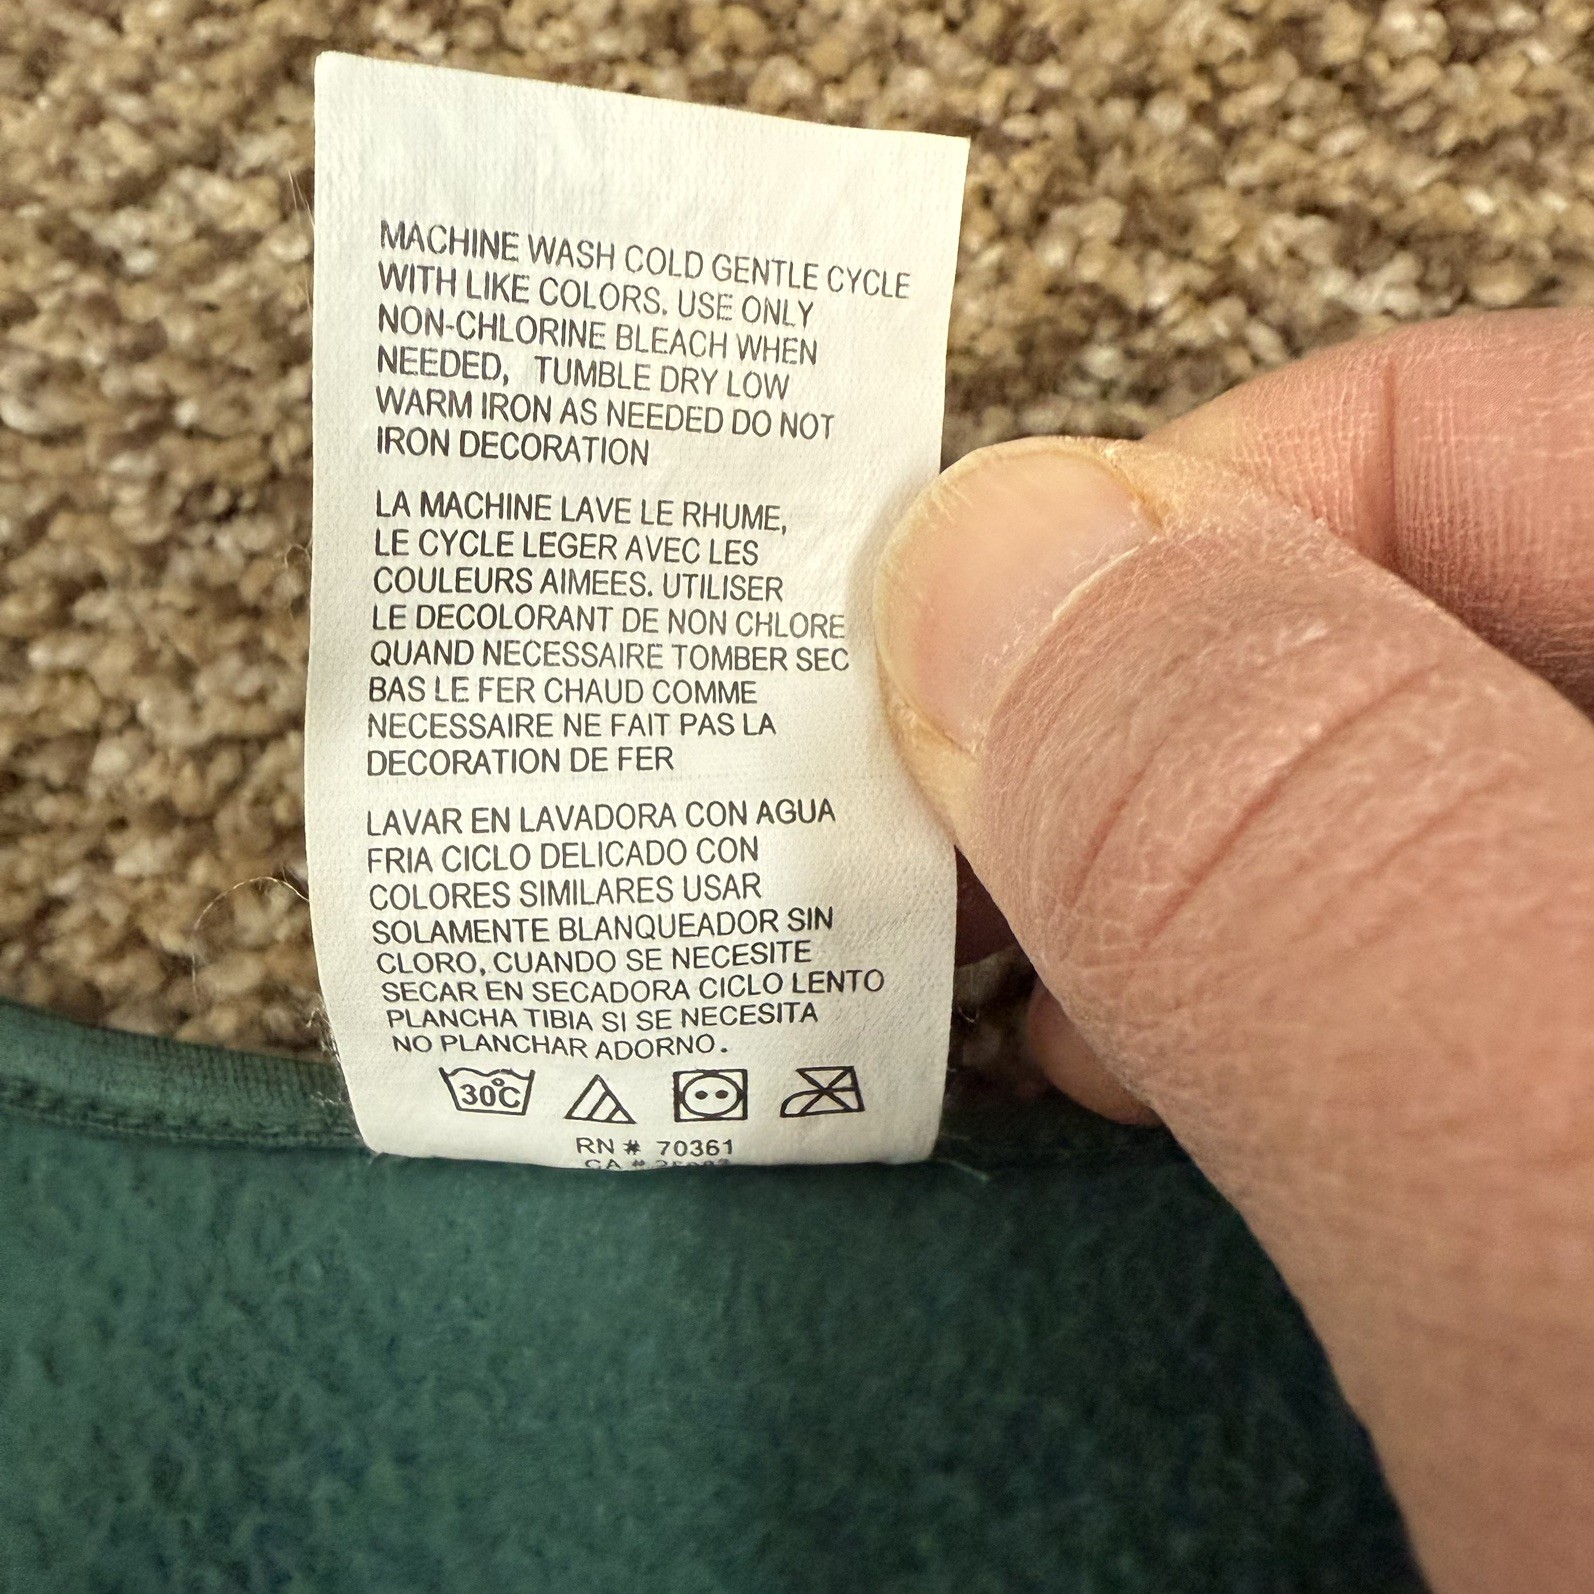 MACHINE WASH COLD GENTLE CYCLE
WITH LIKE COLORS. USE ONLY
NON-CHLORINE BLEACH WHEN
NEEDED, TUMBLE DRY LOW
WARM IRON AS NEEDED DO NOT
IRON DECORATION
LA MACHINE LAVE LE RHUME,
LE CYCLE LEGER AVEC LES
COULEURS AIMEES. UTILISER
LE DECOLORANT DE NON CHLORE
QUAND NECESSAIRE TOMBER SEC
BAS LE FER CHAUD COMME
NECESSAIRE NE FAIT PAS LA
DECORATION DE FER
LAVAR EN LAVADORA CON AGUA
FRIA CICLO DELICADO CON
COLORES SIMILARES USAR
SOLAMENTE BLANQUEADOR SIN
CLORO, CUANDO SE NECESITE
SECAR EN SECADORA CICLO LENTO
PLANCHA TIBIA SI SE NECESITA
NO PLANCHAR ADORNO.
30°C
RN # 70361
CA #